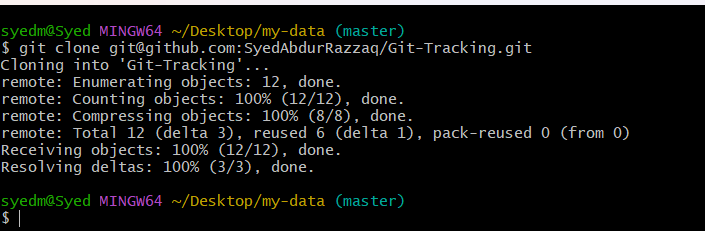 syedm@Syed MINGW64 ~/Desktop/my-data (master)
$ git clone git@github.com:SyedAbdurRazzaq/Git-Tracking.git
Cloning into 'Git-Tracking'...
remote: Enumerating objects: 12, done.
remote: Counting objects: 100% (12/12), done.
remote: Compressing objects: 100% (8/8), done.
remote: Total 12 (delta 3), reused 6 (delta 1), pack-reused 0 (from 0)
Receiving objects: 100% (12/12), done.
Resolving deltas: 100% (3/3), done.
syedm@Syed MINGW64 ~/Desktop/my-data (master)
$